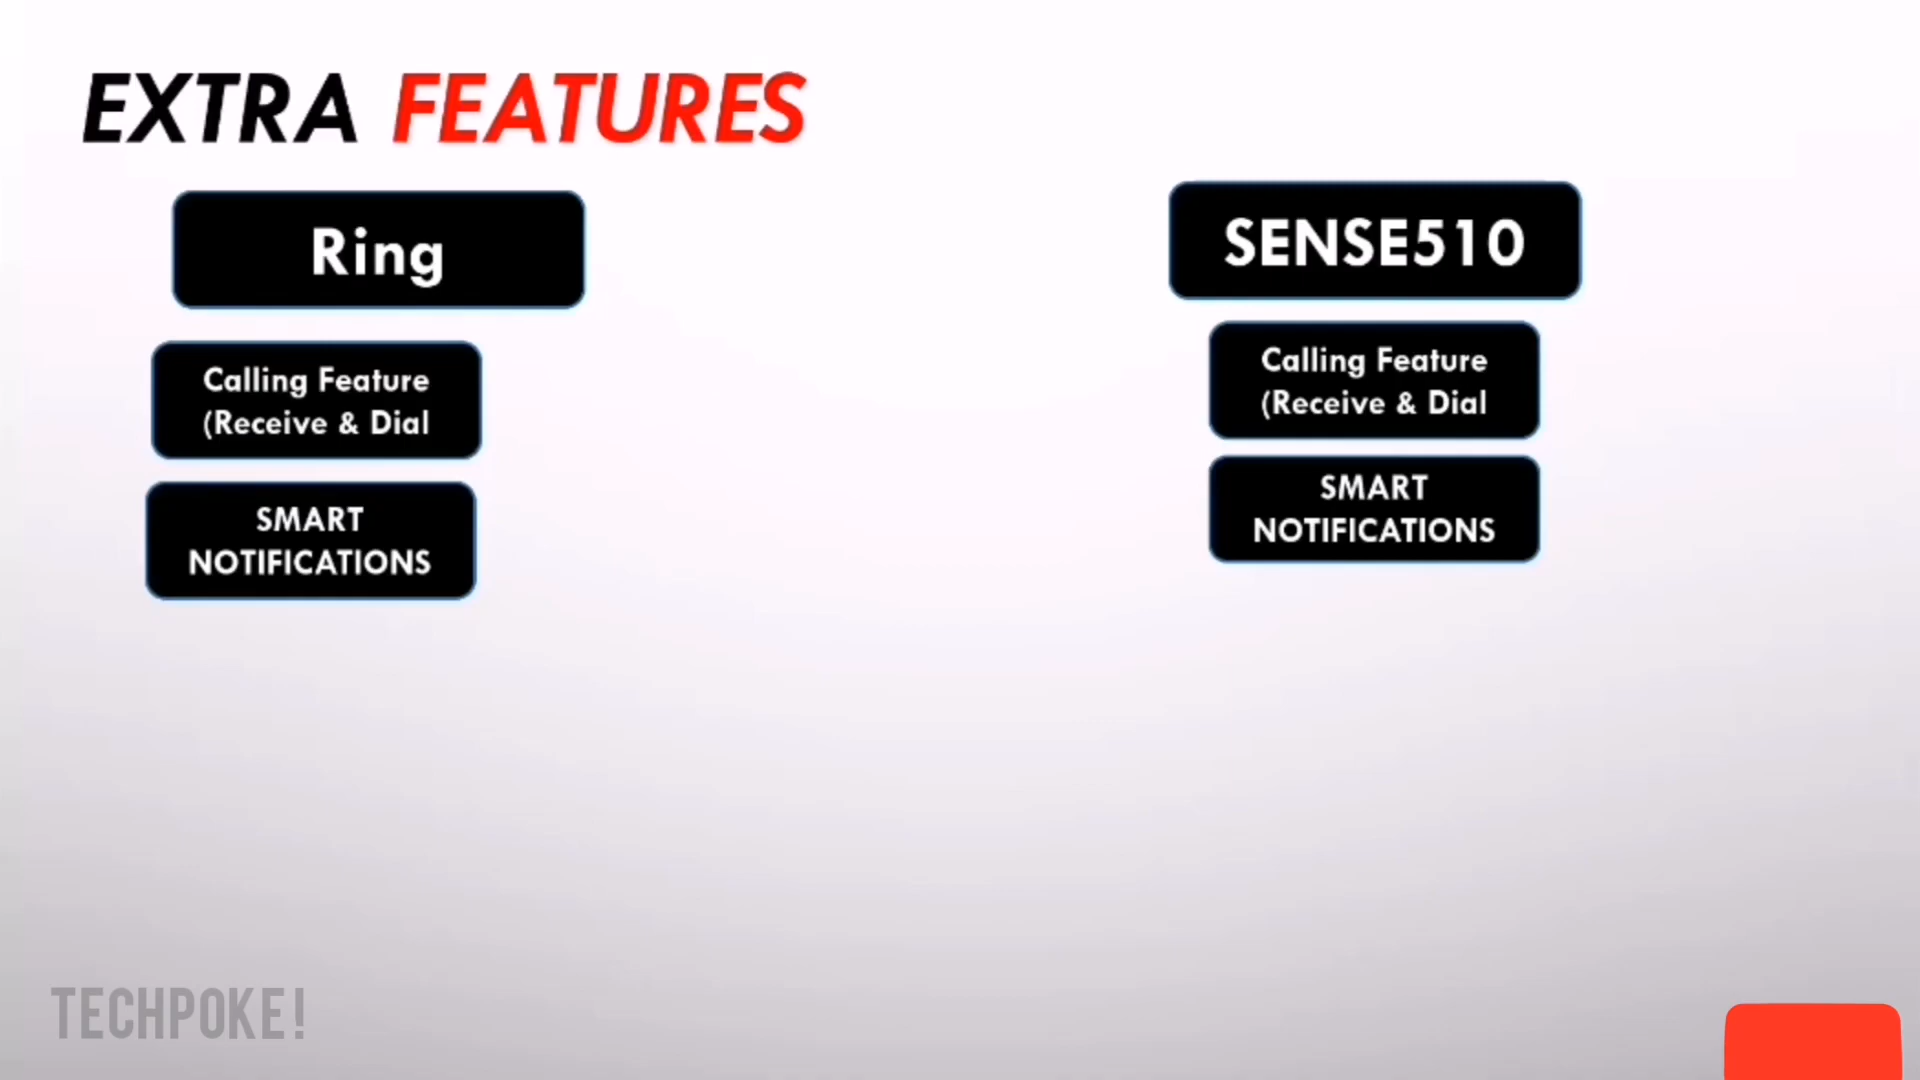 EXTRA FEATURES
Ring
Calling Feature
(Receive & Dial
SMART
NOTIFICATIONS
SENSE510
Calling Feature
(Receive & Dial
SMART
NOTIFICATIONS
TECHPOKE!